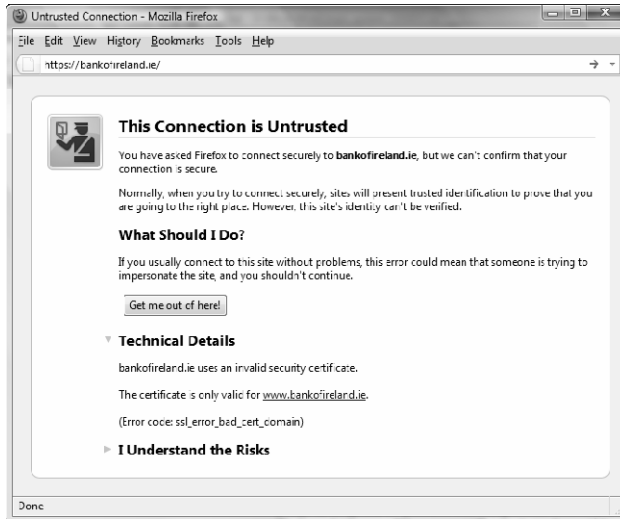 Untrusted Connection - Mozilla Firefox
File Edit View History Bookmarks Tools Help
https://bankofireland.ie/
This Connection is Untrusted
You have asked Firefox to connect securely to bankofireland.ie, but we can't confirm that your
connection is secure.
Normally, when you try to connect securely, sites will present trusted identification to prove that you
are going to the right place. However, this site's identity can't be verified.
What Should I Do?
If you usually connect to this site without problems, this error could mean that someone is trying to
impersonate the site, and you shouldn't continue.
Get me out of here!
Technical Details
bankofireland.ie uses an invalid security certificate.
The certificate is only valid for www.bankofireland.ie.
(Error code: ssl_error_bad_cert_domain)
I Understand the Risks
Done